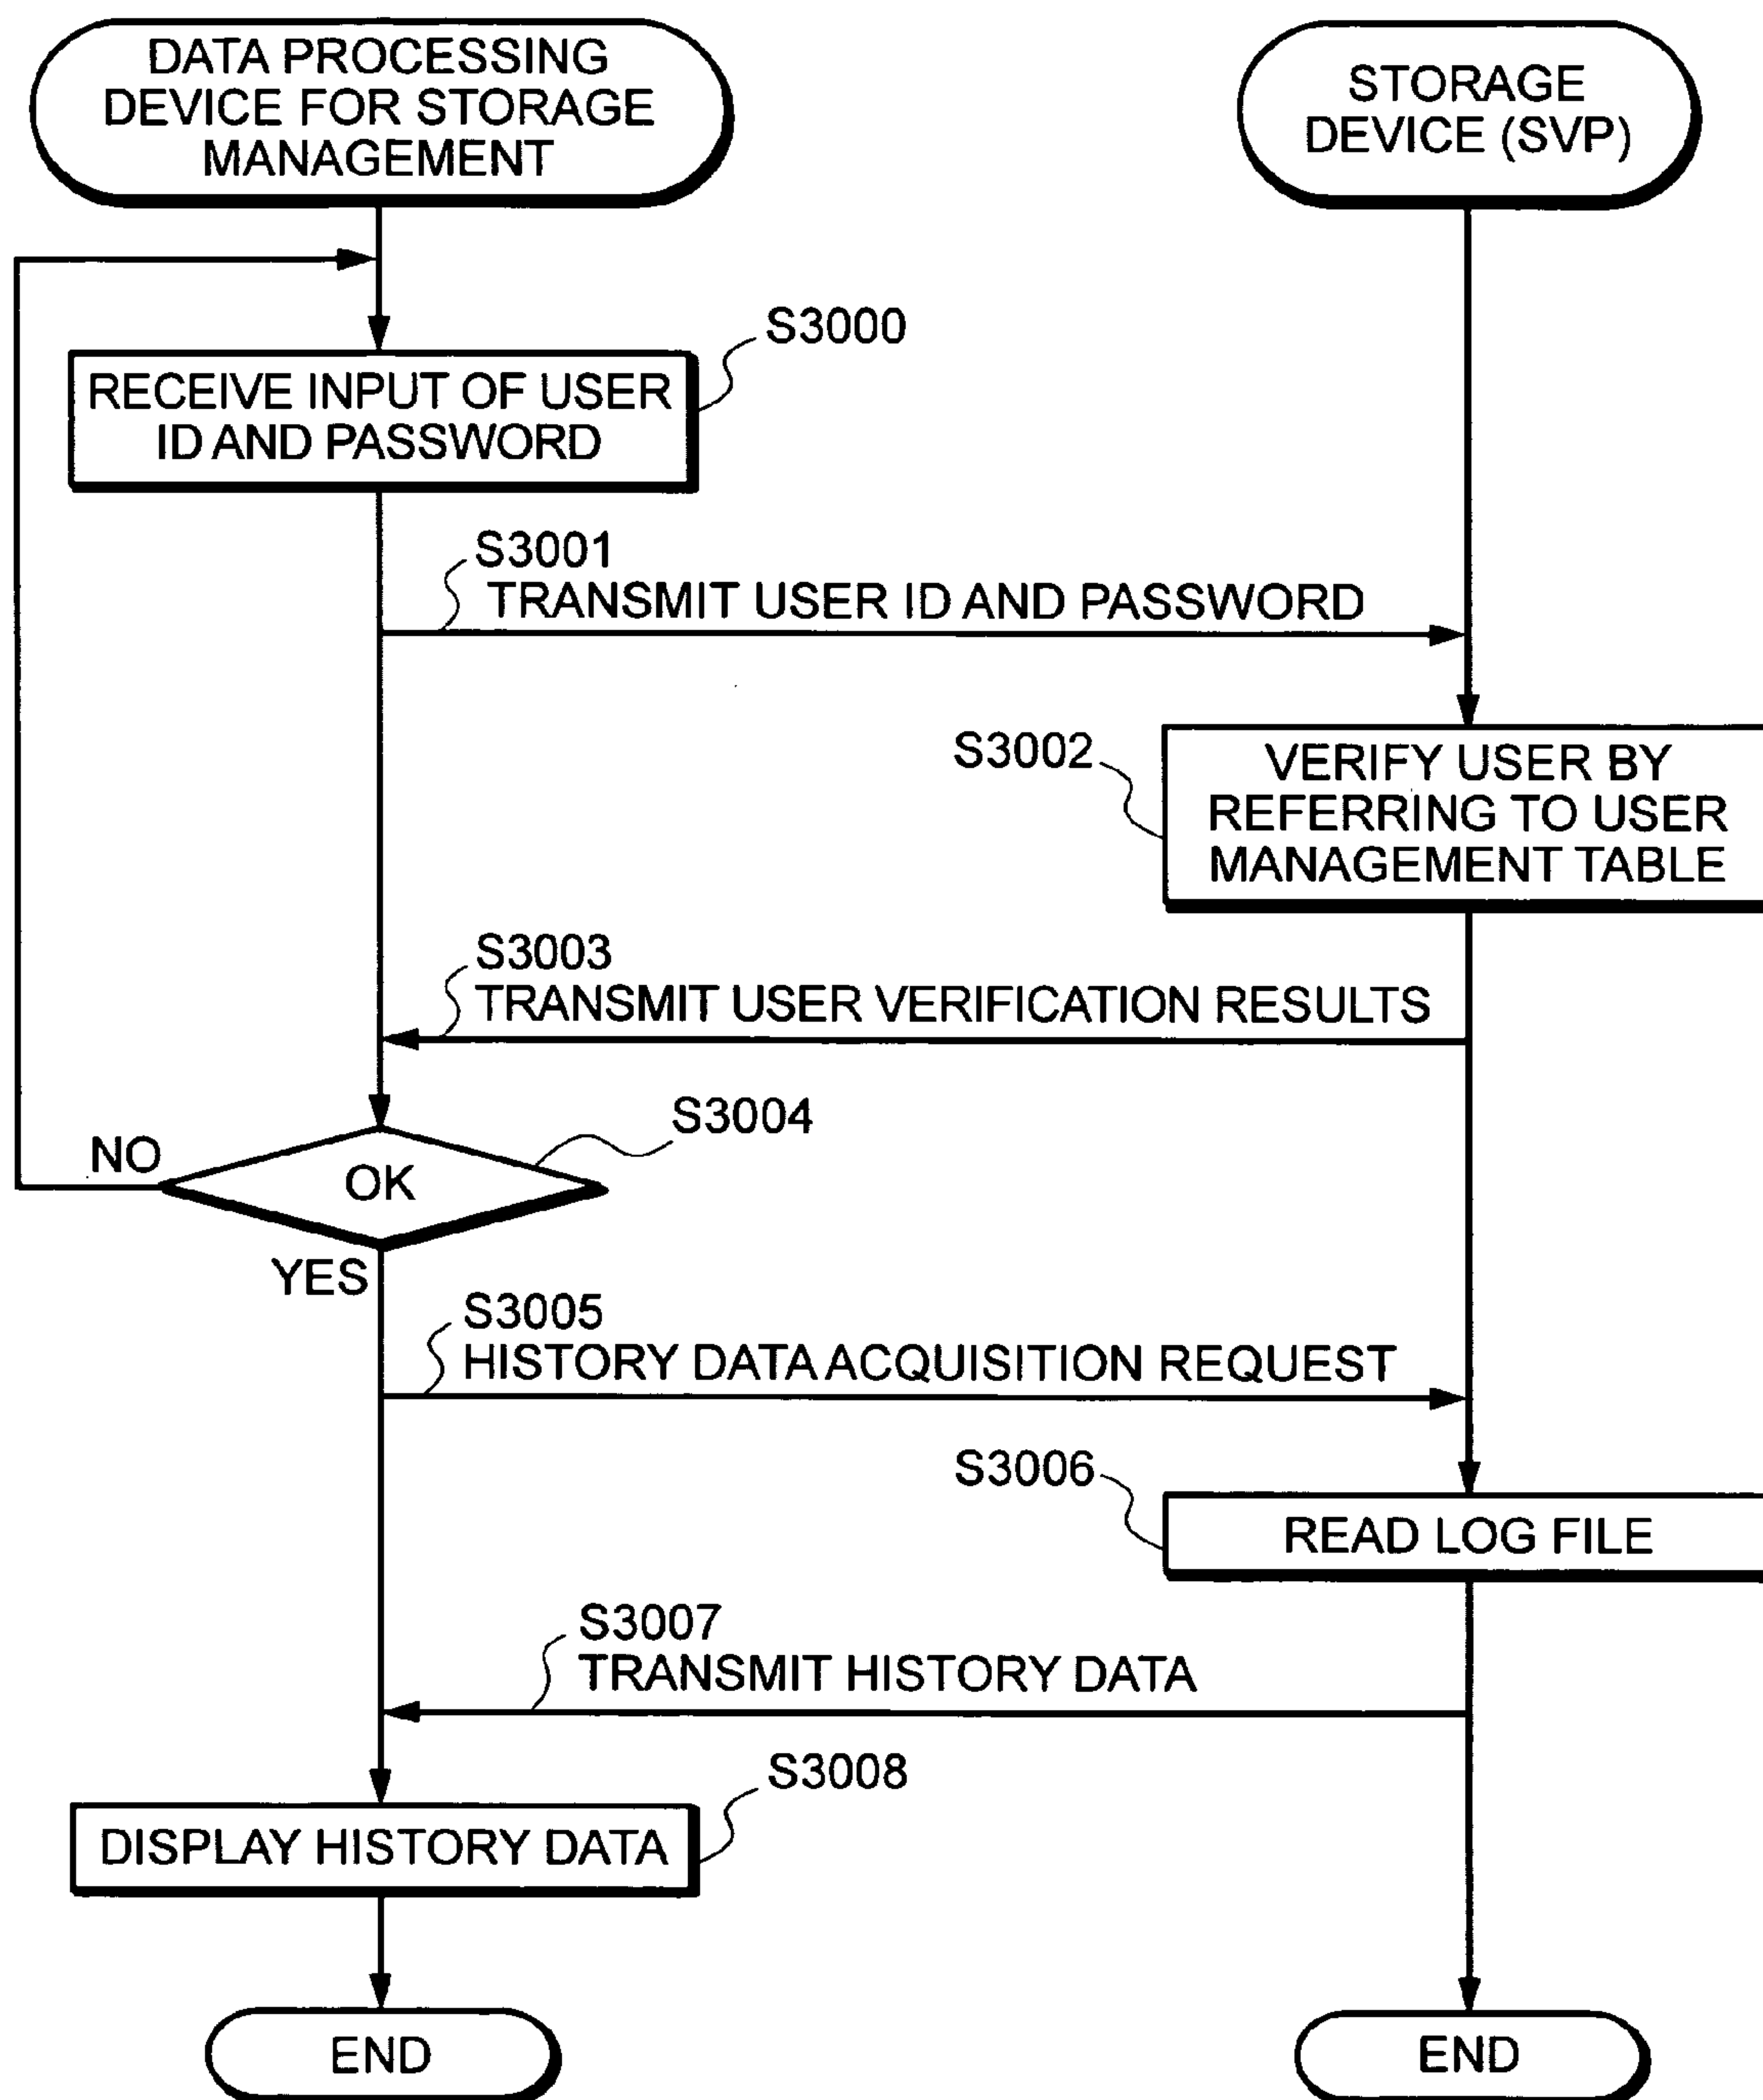 DATA PROCESSING
DEVICE FOR STORAGE
MANAGEMENT
STORAGE
DEVICE (SVP)
S3000
RECEIVE INPUT OF USER
ID AND PASSWORD
S3001
TRANSMIT USER ID AND PASSWORD
S3002
VERIFY USER BY
REFERRING TO USER
MANAGEMENT TABLE
S3003
TRANSMIT USER VERIFICATION RESULTS
S3004
NO
OK
YES
S3005
HISTORY DATA ACQUISITION REQUEST
S3006
READ LOG FILE
S3007
TRANSMIT HISTORY DATA
S3008
DISPLAY HISTORY DATA
END
END